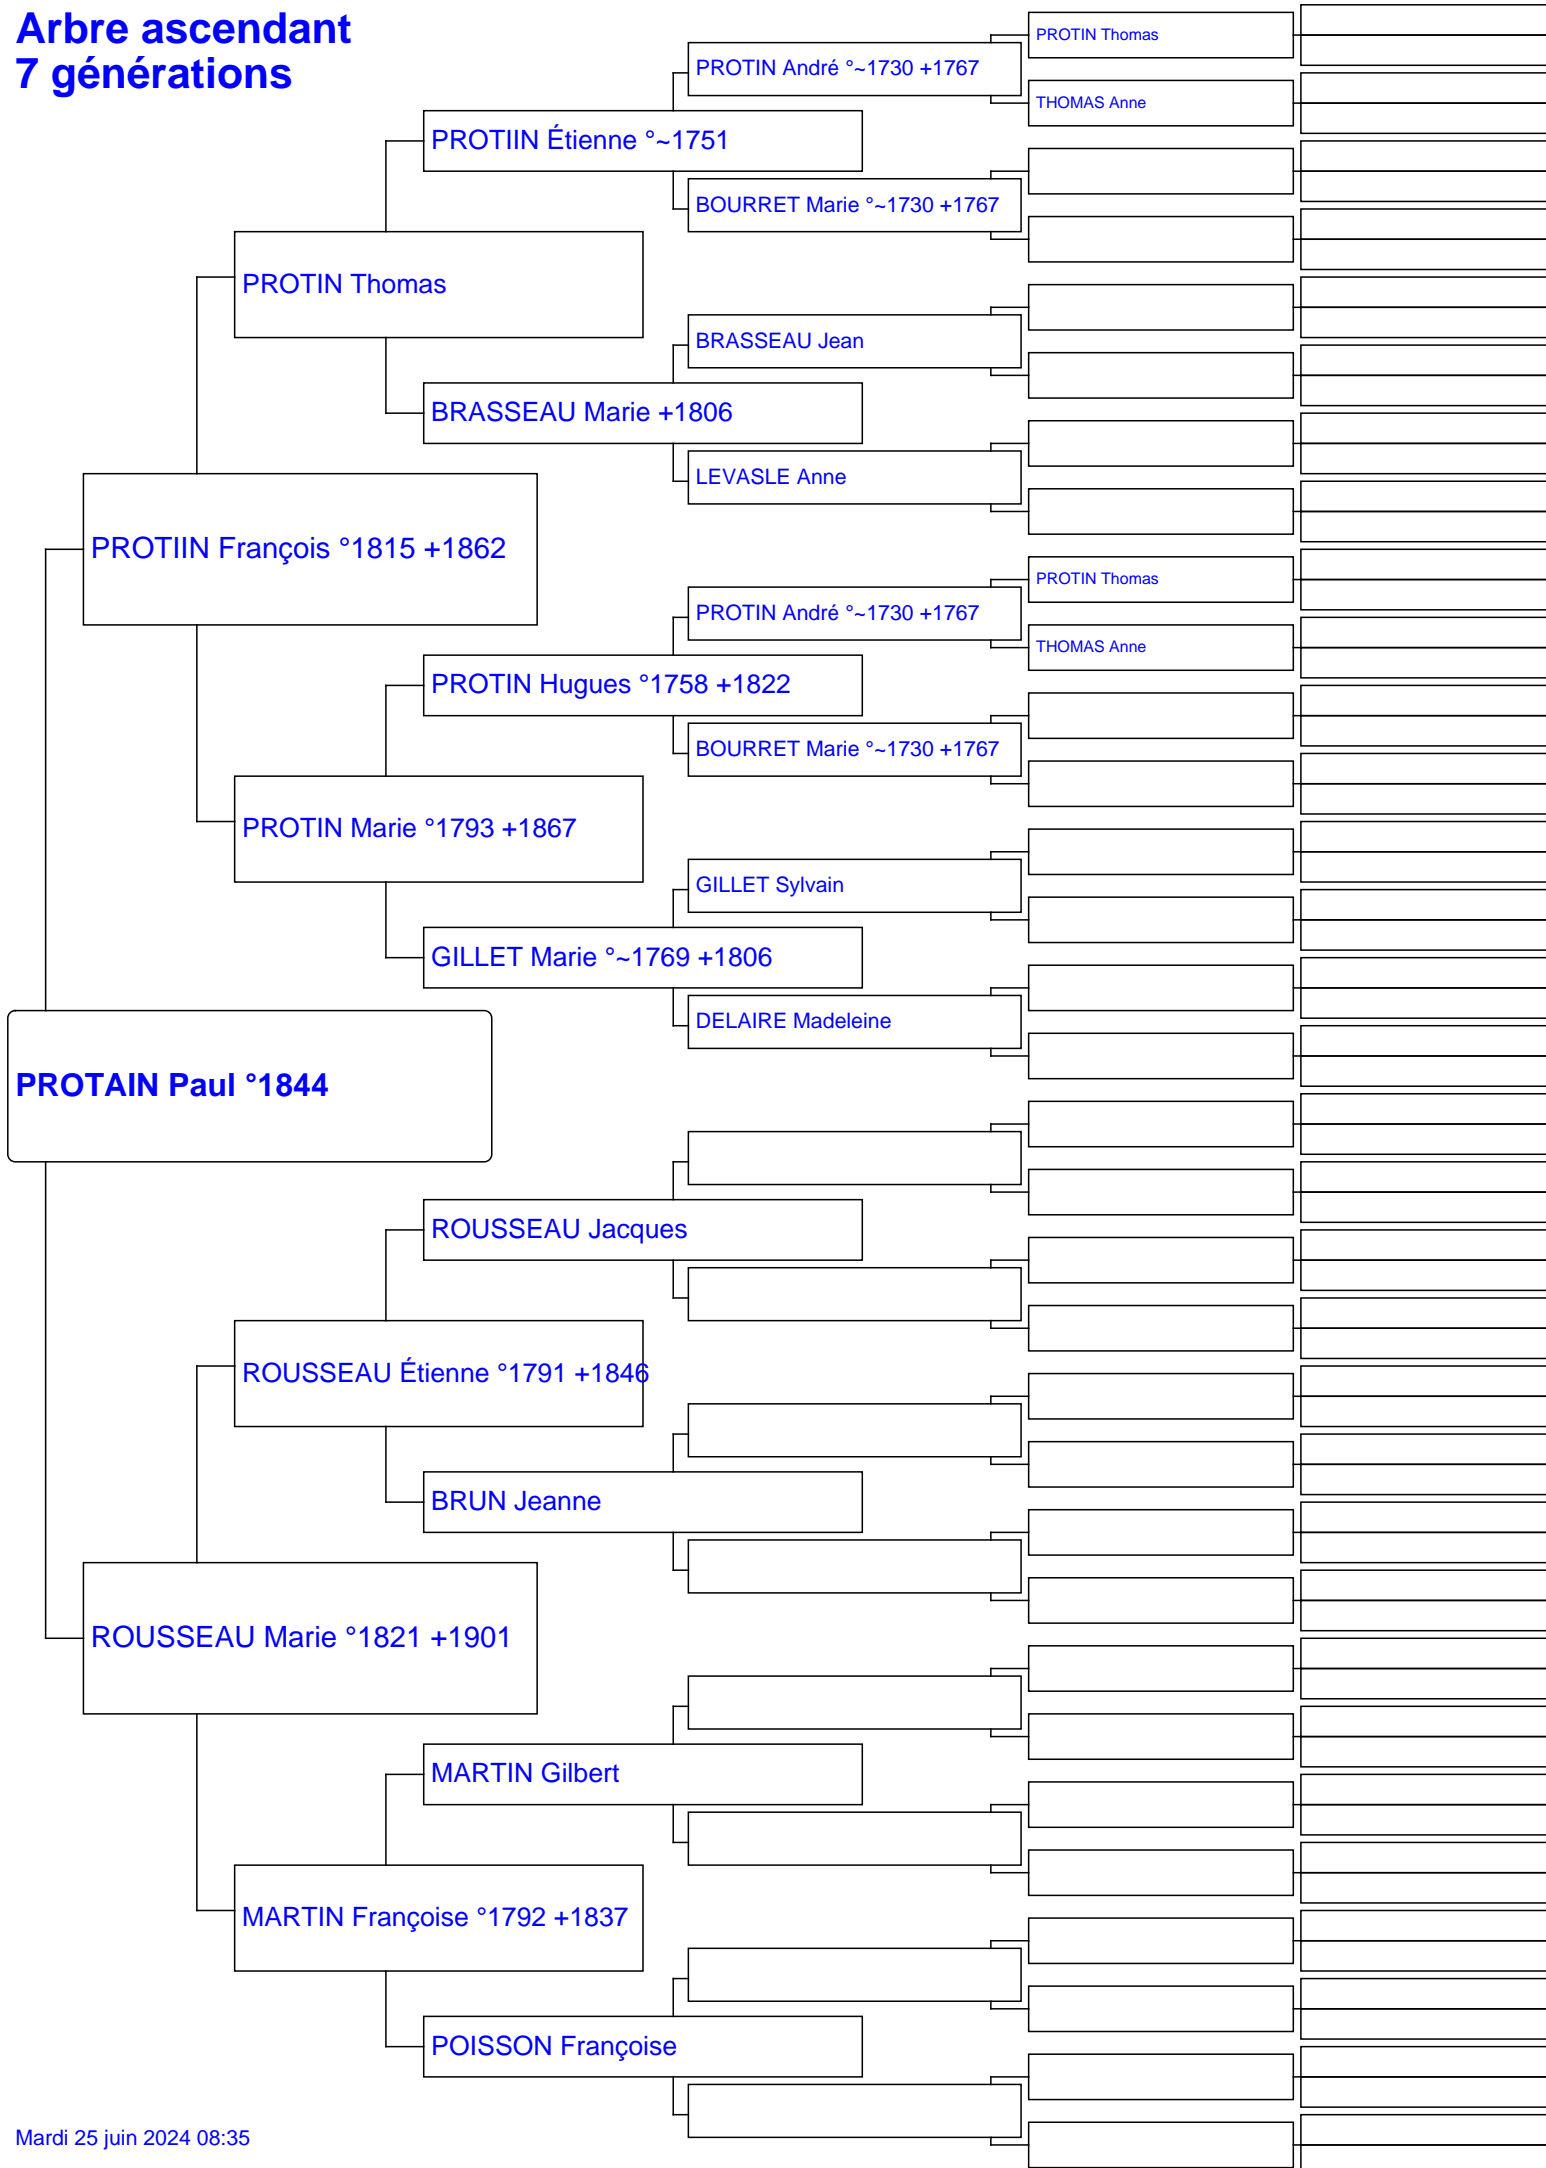 Arbre ascendant
7 générations
PROTIN Thomas
PROTIN André °~1730 +1767
THOMAS Anne
PROTIIN Étienne °~1751
BOURRET Marie °~1730 +1767
PROTIN Thomas
BRASSEAU Jean
BRASSEAU Marie +1806
LEVASLE Anne
PROTIIN François °1815 +1862
PROTIN Thomas
PROTIN André °~1730 +1767
THOMAS Anne
PROTIN Hugues °1758 +1822
BOURRET Marie °~1730 +1767
PROTIN Marie °1793 +1867
GILLET Sylvain
GILLET Marie °~1769 +1806
DELAIRE Madeleine
PROTAIN Paul °1844
ROUSSEAU Jacques
ROUSSEAU Étienne °1791 +1846
BRUN Jeanne
ROUSSEAU Marie °1821 +1901
MARTIN Gilbert
MARTIN Françoise °1792 +1837
POISSON Françoise
Mardi 25 juin 2024 08:35